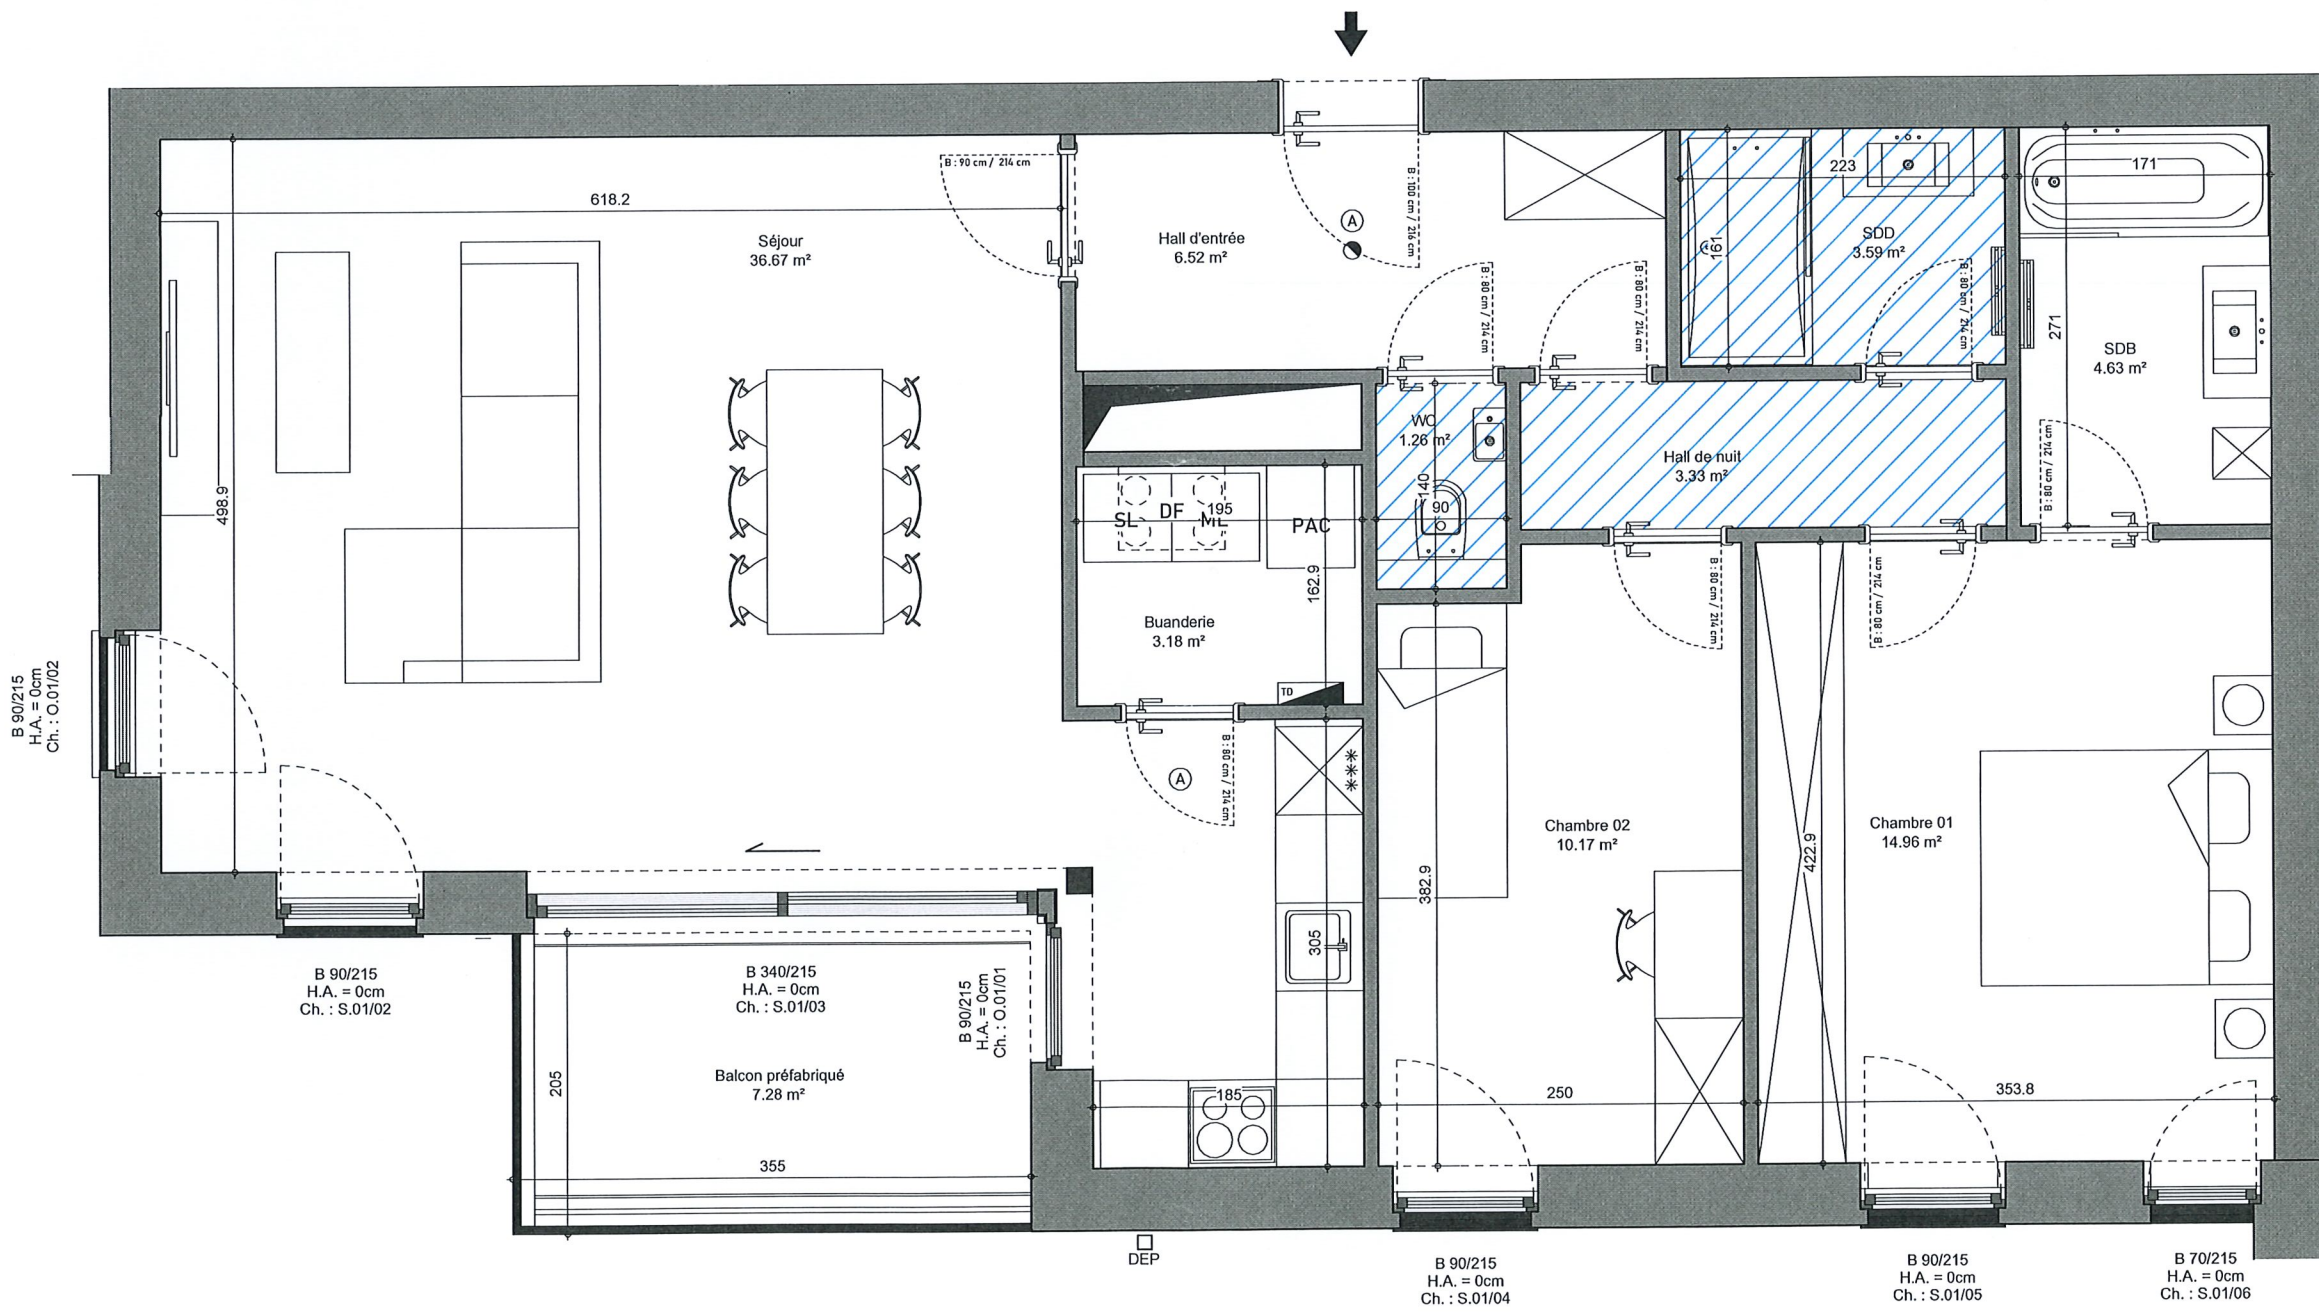 B : 90 cm / 214 cm
618.2
Séjour
36.67 m²
498.9
Hall d'entrée
6.52 m²
A
B : 100 cm / 216 cm
B : 80 cm / 214 cm
B : 80 cm / 214 cm
223
161
SDD
3.59 m²
B : 80 cm / 214 cm
171
271
SDB
4.63 m²
B : 80 cm / 214 cm
WC
1.26 m²
140
90
Hall de nuit
3.33 m²
SL
DF
ML
195
PAC
162.9
Buanderie
3.18 m²
TD
A
B : 80 cm / 214 cm
B : 80 cm / 214 cm
B : 80 cm / 214 cm
B 90/215
H.A. = 0cm
Ch. : O.01/02
Chambre 02
10.17 m²
382.9
Chambre 01
14.96 m²
422.9
305
B 90/215
H.A. = 0cm
Ch. : S.01/02
B 340/215
H.A. = 0cm
Ch. : S.01/03
B 90/215
H.A. = 0cm
Ch. : O.01/01
205
Balcon préfabriqué
7.28 m²
355
185
250
353.8
DEP
B 90/215
H.A. = 0cm
Ch. : S.01/04
B 90/215
H.A. = 0cm
Ch. : S.01/05
B 70/215
H.A. = 0cm
Ch. : S.01/06